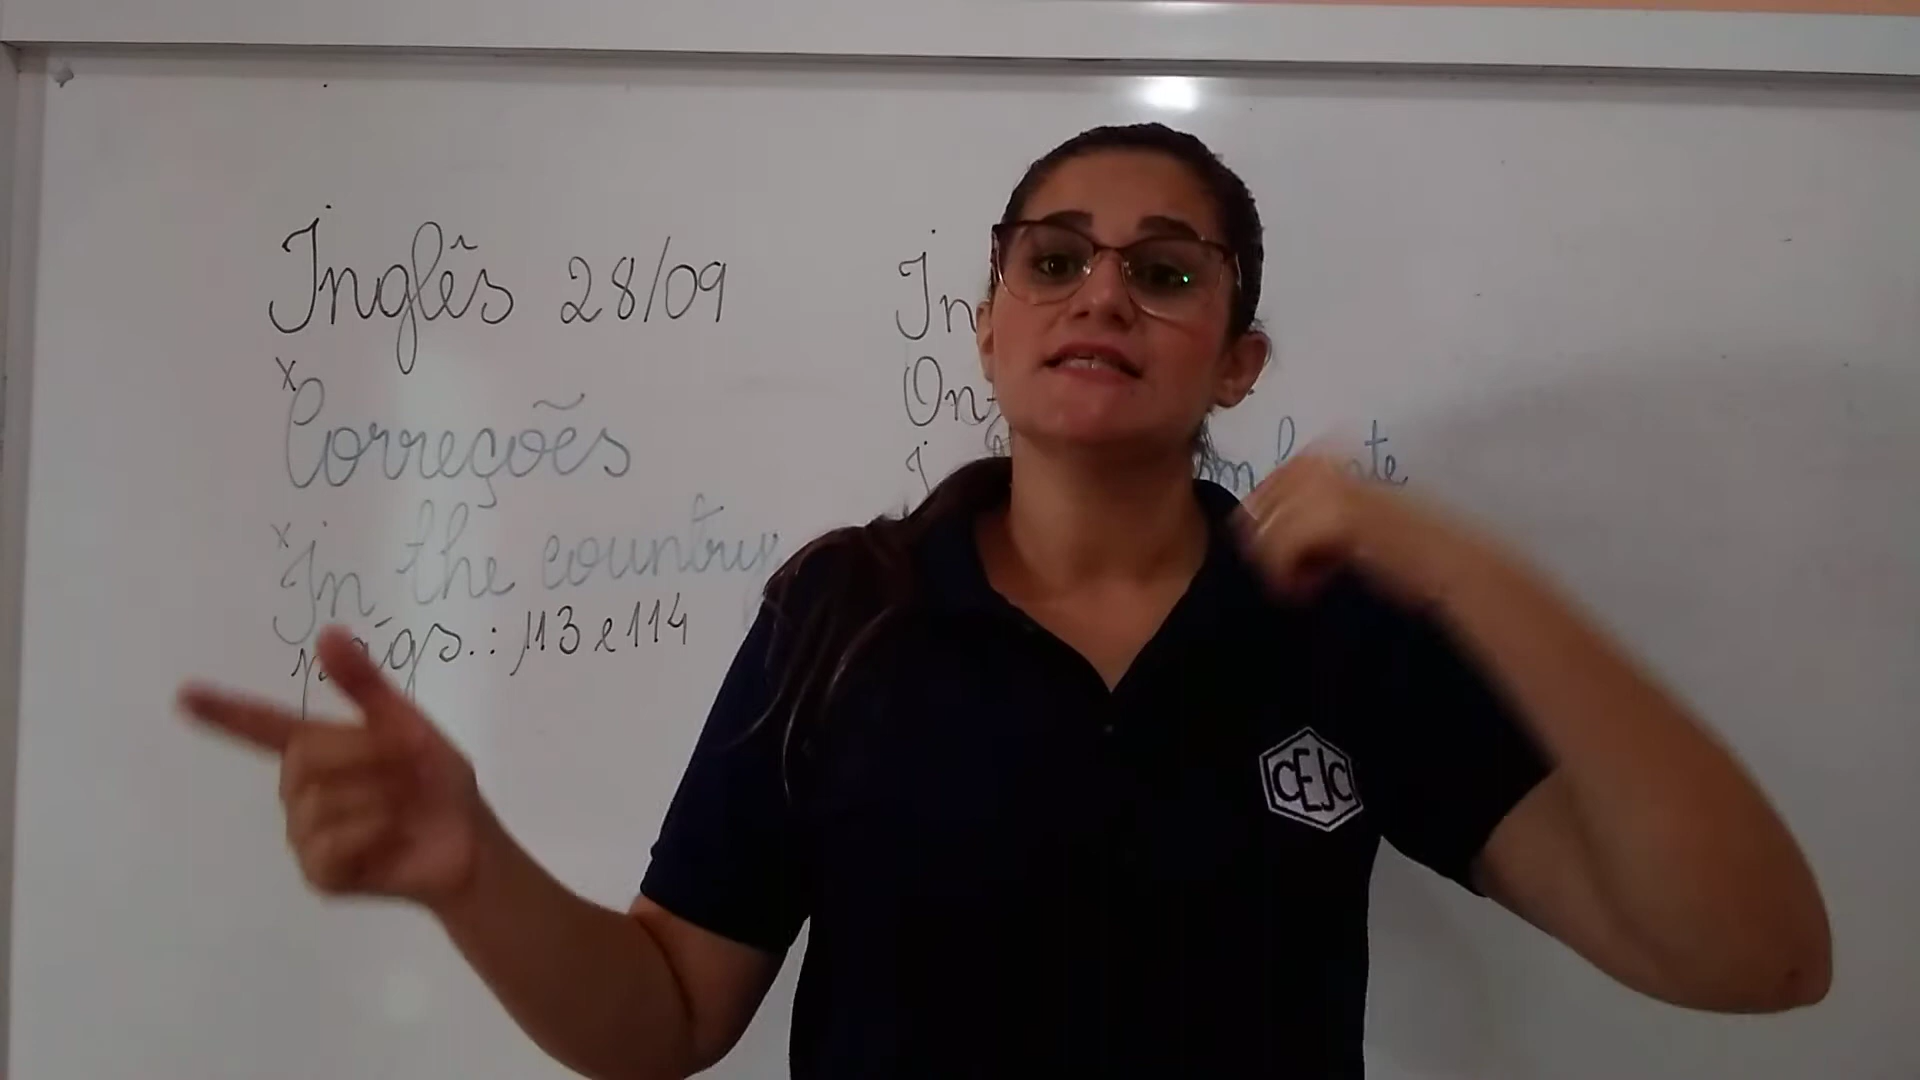 Inglês 28/09
x Correções
x In the country
págs.: 113 e 114
In
On
CEJC